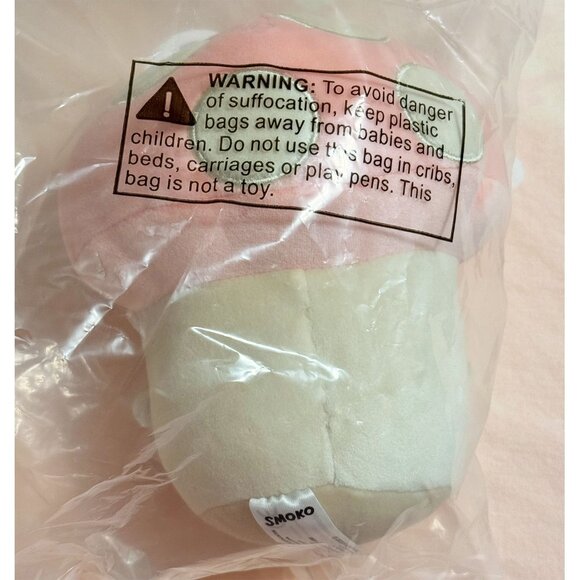 WARNING: To avoid danger
of suffocation, keep plastic
bags away from babies and
children. Do not use this bag in cribs,
beds, carriages or play pens. This
bag is not a toy.
SMOKO